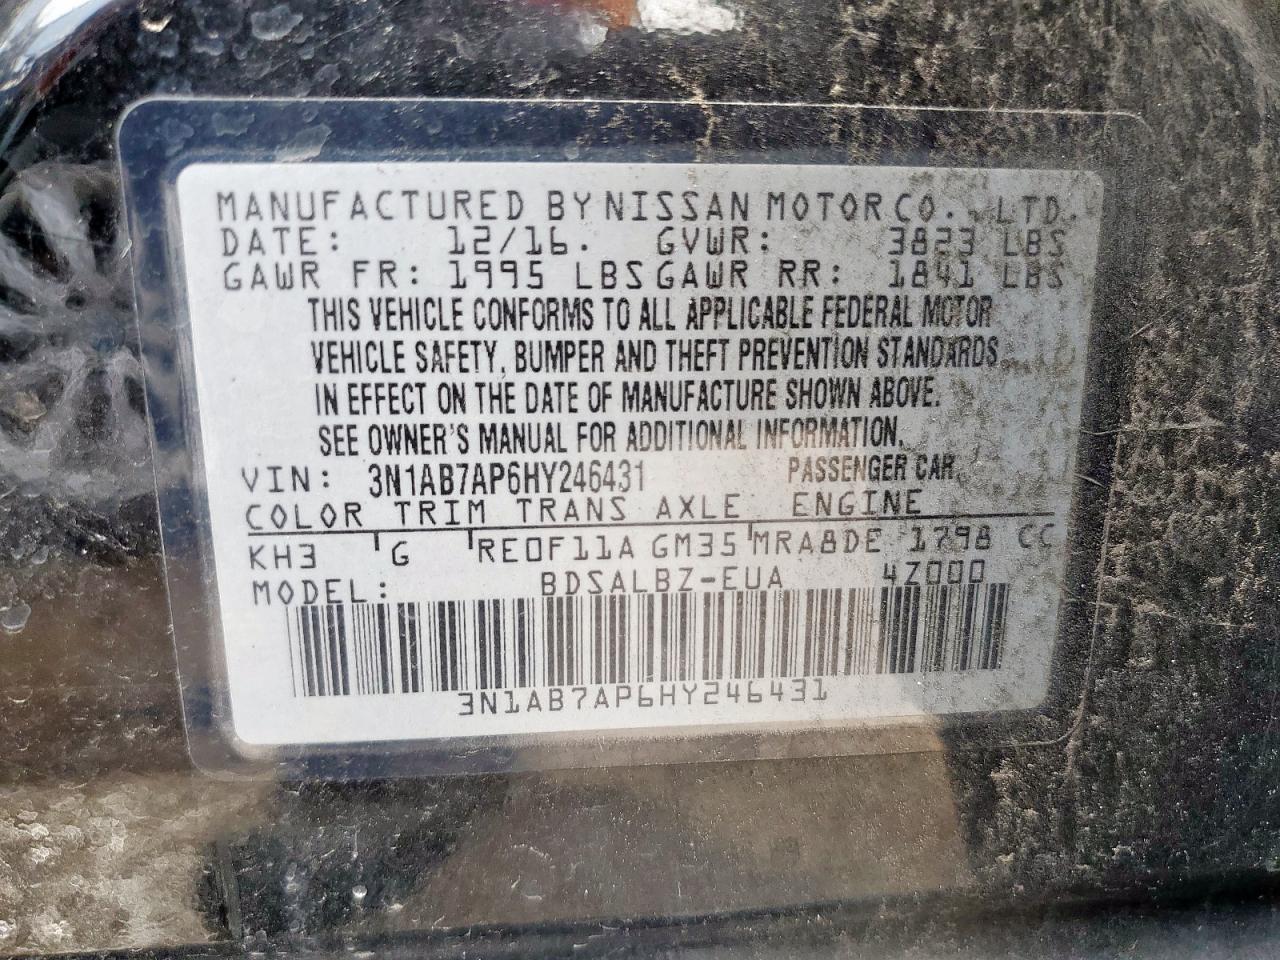 MANUFACTURED BY NISSAN MOTOR CO., LTD.
DATE: 12/16. GVWR: 3823 LBS
GAWR FR: 1995 LBS GAWR RR: 1841 LBS
THIS VEHICLE CONFORMS TO ALL APPLICABLE FEDERAL MOTOR
VEHICLE SAFETY, BUMPER AND THEFT PREVENTION STANDARDS
IN EFFECT ON THE DATE OF MANUFACTURE SHOWN ABOVE.
SEE OWNER'S MANUAL FOR ADDITIONAL INFORMATION.
VIN: 3N1AB7AP6HY246431 PASSENGER CAR
COLOR TRIM TRANS AXLE ENGINE
KH3 G RE0F11A GM35 MRA8DE 1798 CC
MODEL: BDSALBZ-EUA 4Z000
3N1AB7AP6HY246431